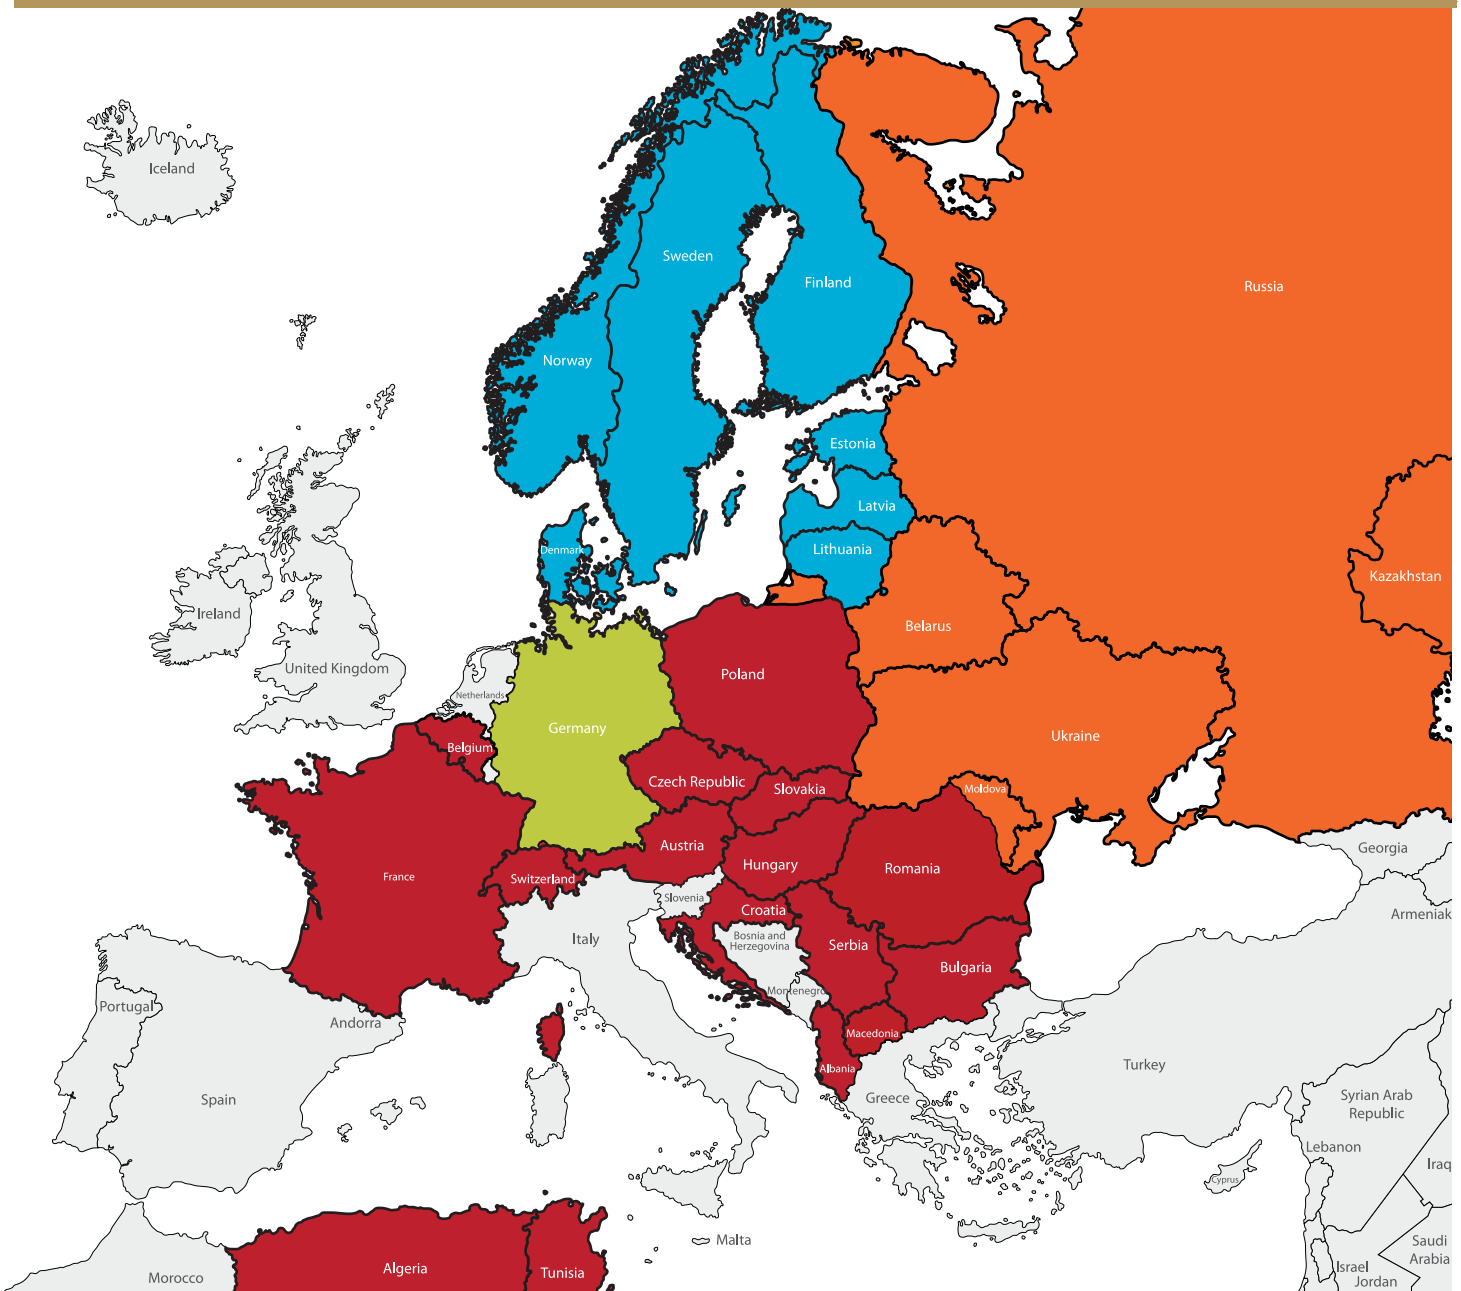 Iceland
Sweden
Finland
Russia
Norway
Estonia
Latvia
Denmark
Lithuania
Kazakhstan
Ireland
Belarus
United Kingdom
Poland
Netherlands
Germany
Ukraine
Belgium
Czech Republic
Slovakia
Moldova
Austria
Georgia
Hungary
Romania
France
Switzerland
Slovenia
Croatia
Armeniak
Italy
Bosnia and
Herzegovina
Serbia
Bulgaria
Montenegro
Portugal
Andorra
Macedonia
Turkey
Albania
Spain
Greece
Syrian Arab
Republic
Lebanon
Iraq
Cyprus
Malta
Saudi
Arabia
Algeria
Israel
Tunisia
Morocco
Jordan